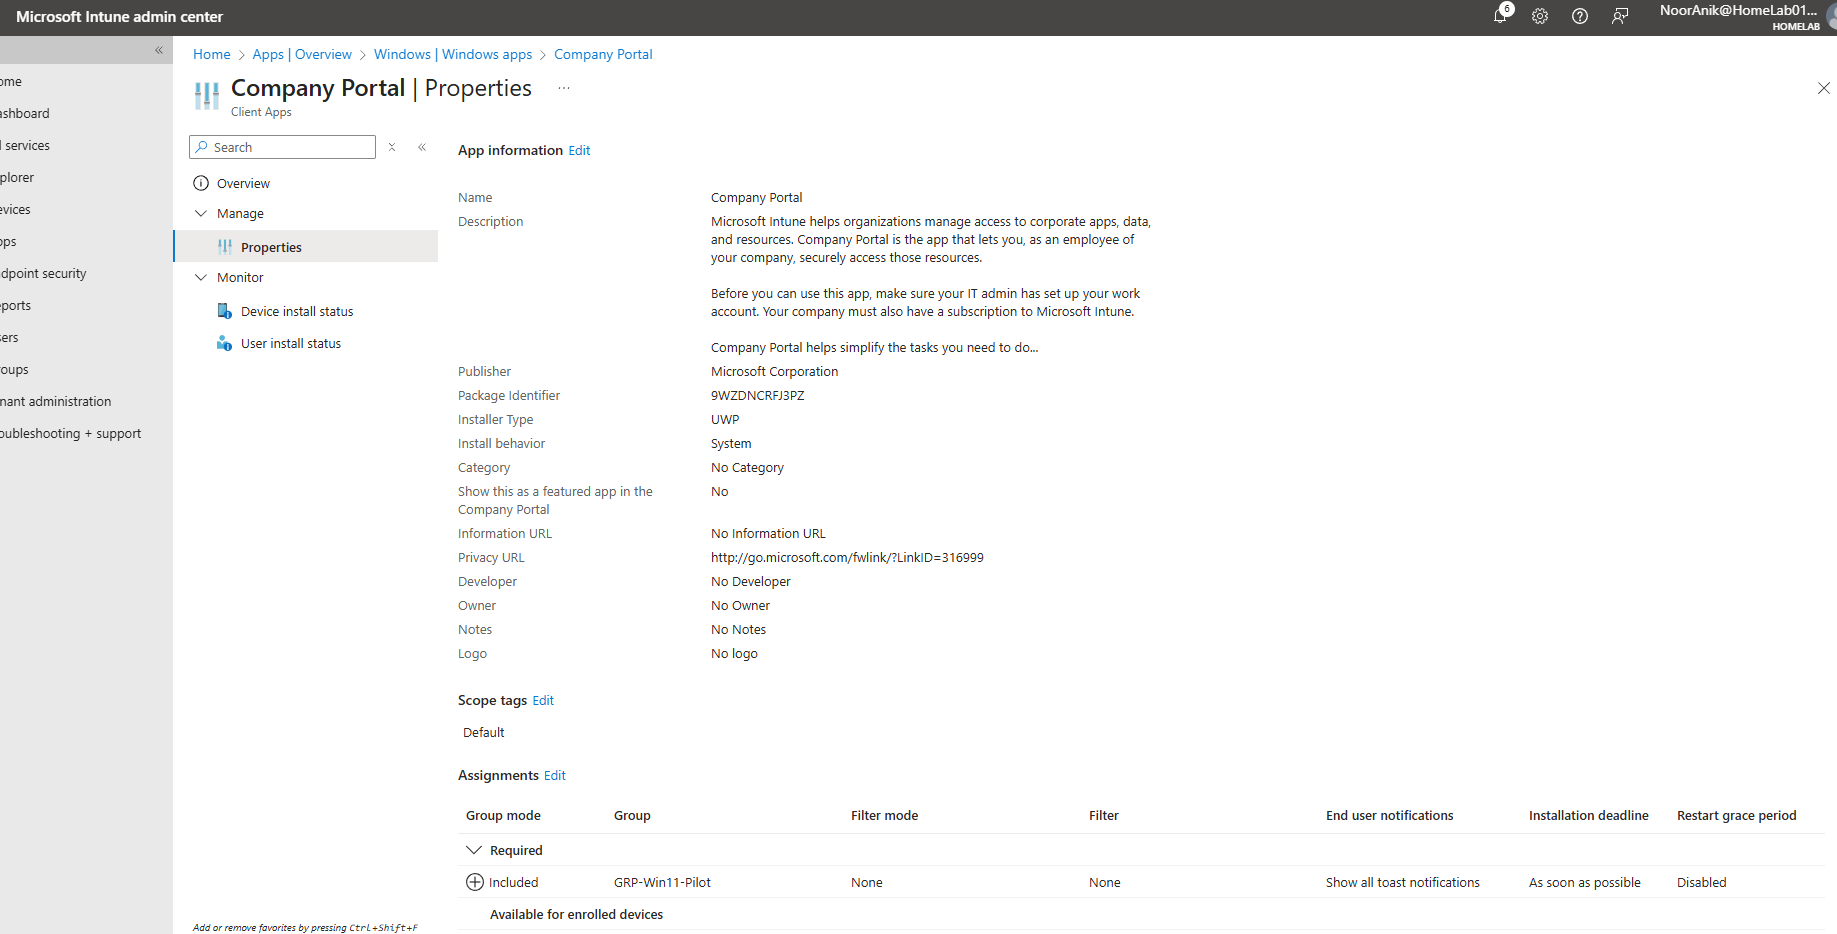 Microsoft Intune admin center
6
NoorAnik@HomeLab01...
HOMELAB
Home > Apps | Overview > Windows | Windows apps > Company Portal
Company Portal | Properties ...
Client Apps
ome
ashboard
l services
plorer
evices
pps
dpoint security
eports
sers
oups
nant administration
oubleshooting + support
Search
Overview
Manage
Properties
Monitor
Device install status
User install status
Add or remove favorites by pressing Ctrl+Shift+F
App information Edit
Name Company Portal
Description Microsoft Intune helps organizations manage access to corporate apps, data,
and resources. Company Portal is the app that lets you, as an employee of
your company, securely access those resources.
Before you can use this app, make sure your IT admin has set up your work
account. Your company must also have a subscription to Microsoft Intune.
Company Portal helps simplify the tasks you need to do...
Publisher Microsoft Corporation
Package Identifier 9WZDNCRFJ3PZ
Installer Type UWP
Install behavior System
Category No Category
Show this as a featured app in the No
Company Portal
Information URL No Information URL
Privacy URL http://go.microsoft.com/fwlink/?LinkID=316999
Developer No Developer
Owner No Owner
Notes No Notes
Logo No logo
Scope tags Edit
Default
Assignments Edit
Group mode Group Filter mode Filter End user notifications Installation deadline Restart grace period
Required
Included GRP-Win11-Pilot None None Show all toast notifications As soon as possible Disabled
Available for enrolled devices